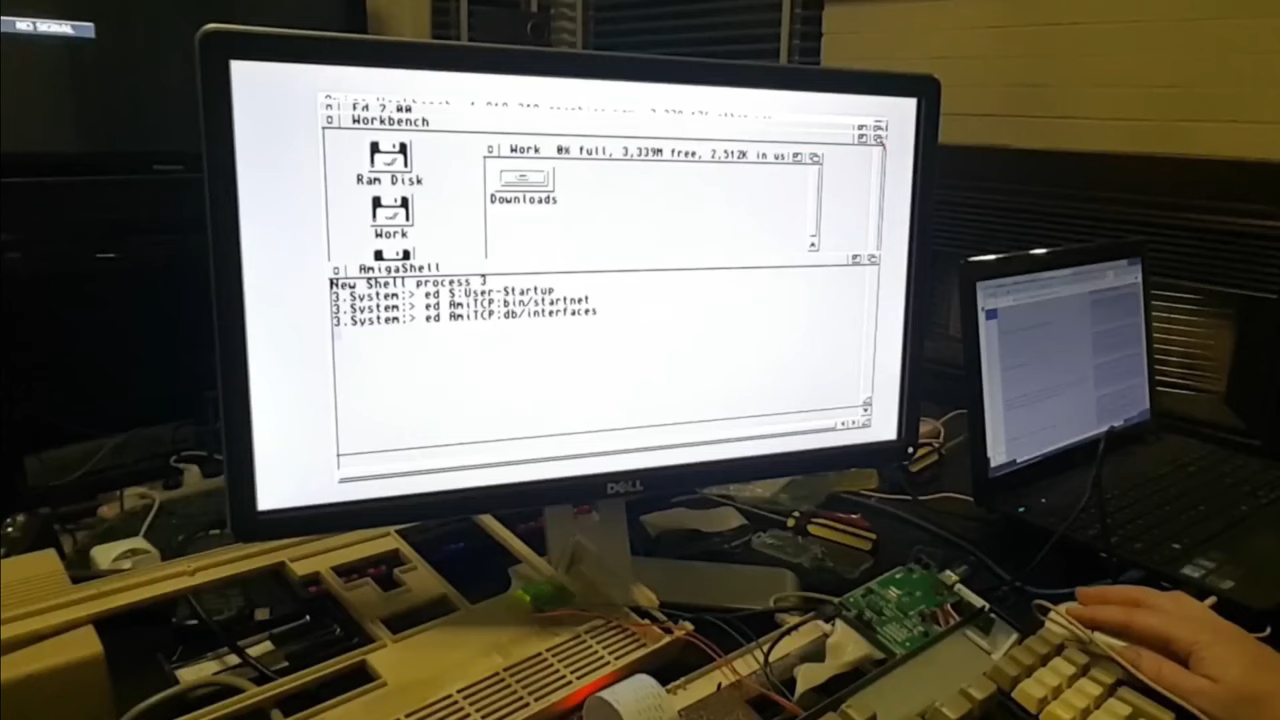 NO SIGNAL
Ed 2.00
Workbench
Work 0% full, 3,339M free, 2,512K in us
Ram Disk
Downloads
Work
AmigaShell
New Shell process 3
3.System:> ed S:User-Startup
3.System:> ed AmiTCP:bin/startnet
3.System:> ed AmiTCP:db/interfaces
DELL